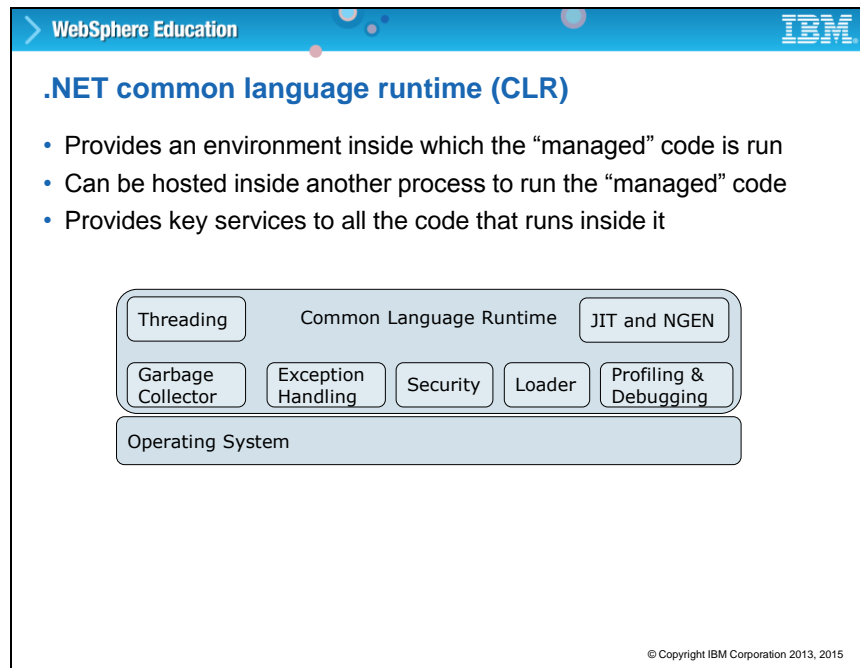 WebSphere Education
IBM
.NET common language runtime (CLR)
• Provides an environment inside which the “managed” code is run
• Can be hosted inside another process to run the “managed” code
• Provides key services to all the code that runs inside it
Threading
Common Language Runtime
JIT and NGEN
Garbage
Collector
Exception
Handling
Security
Loader
Profiling &
Debugging
Operating System
© Copyright IBM Corporation 2013, 2015